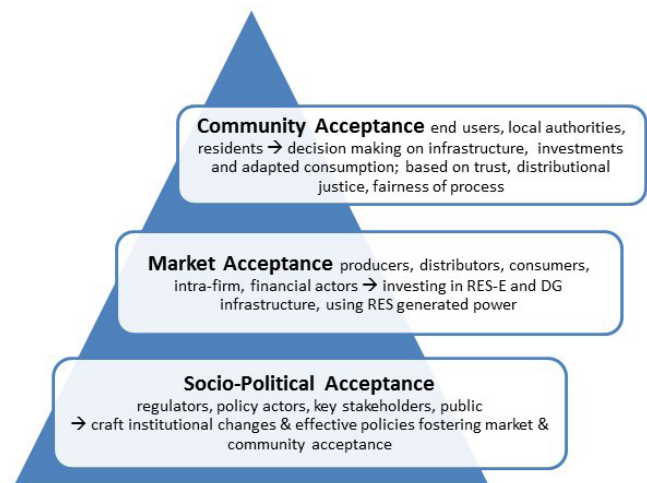 Community Acceptance end users, local authorities,
residents → decision making on infrastructure, investments
and adapted consumption; based on trust, distributional
justice, fairness of process
Market Acceptance producers, distributors, consumers,
intra-firm, financial actors → investing in RES-E and DG
infrastructure, using RES generated power
Socio-Political Acceptance
regulators, policy actors, key stakeholders, public
→ craft institutional changes & effective policies fostering market &
community acceptance